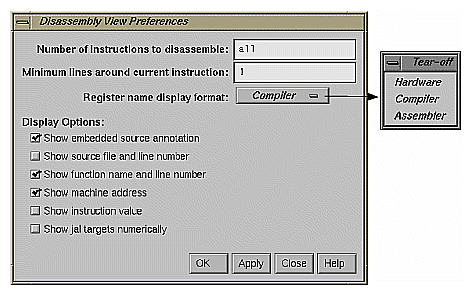 Disassembly View Preferences
Number of instructions to disassemble: all
Minimum lines around current instruction: 1
Register name display format: Compiler
Tear-off
Hardware
Compiler
Assembler
Display Options:
Show embedded source annotation
Show source file and line number
Show function name and line number
Show machine address
Show instruction value
Show jal targets numerically
OK Apply Close Help